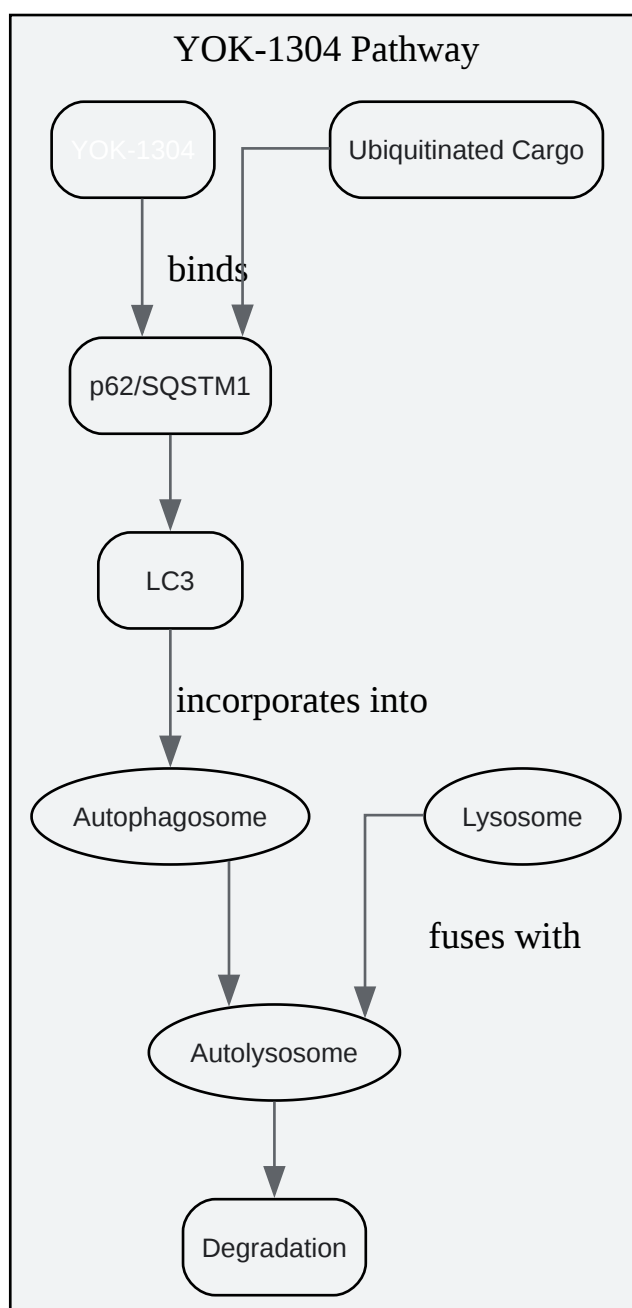 YOK-1304 Pathway
YOK-1304
Ubiquitinated Cargo
binds
p62/SQSTM1
LC3
incorporates into
Autophagosome
Lysosome
fuses with
Autolysosome
Degradation